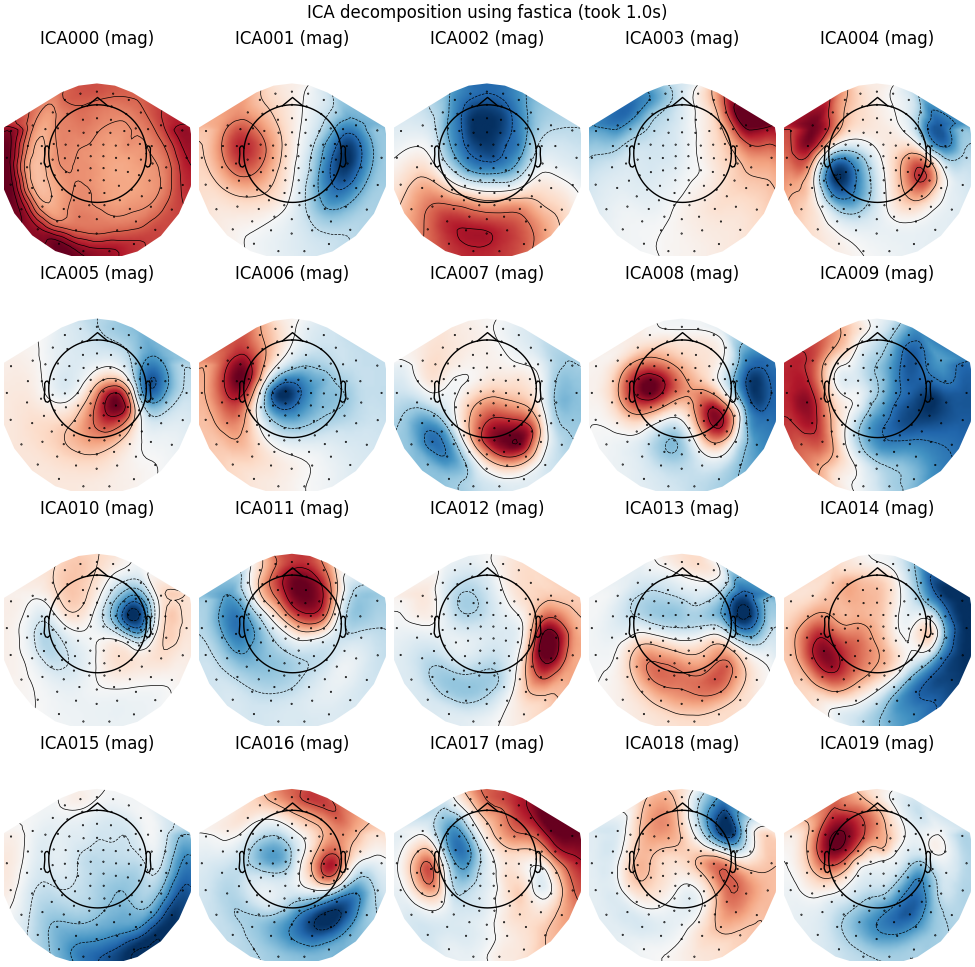 ICA decomposition using fastica (took 1.0s)
ICA000 (mag) ICA001 (mag) ICA002 (mag) ICA003 (mag) ICA004 (mag)
ICA005 (mag) ICA006 (mag) ICA007 (mag) ICA008 (mag) ICA009 (mag)
ICA010 (mag) ICA011 (mag) ICA012 (mag) ICA013 (mag) ICA014 (mag)
ICA015 (mag) ICA016 (mag) ICA017 (mag) ICA018 (mag) ICA019 (mag)